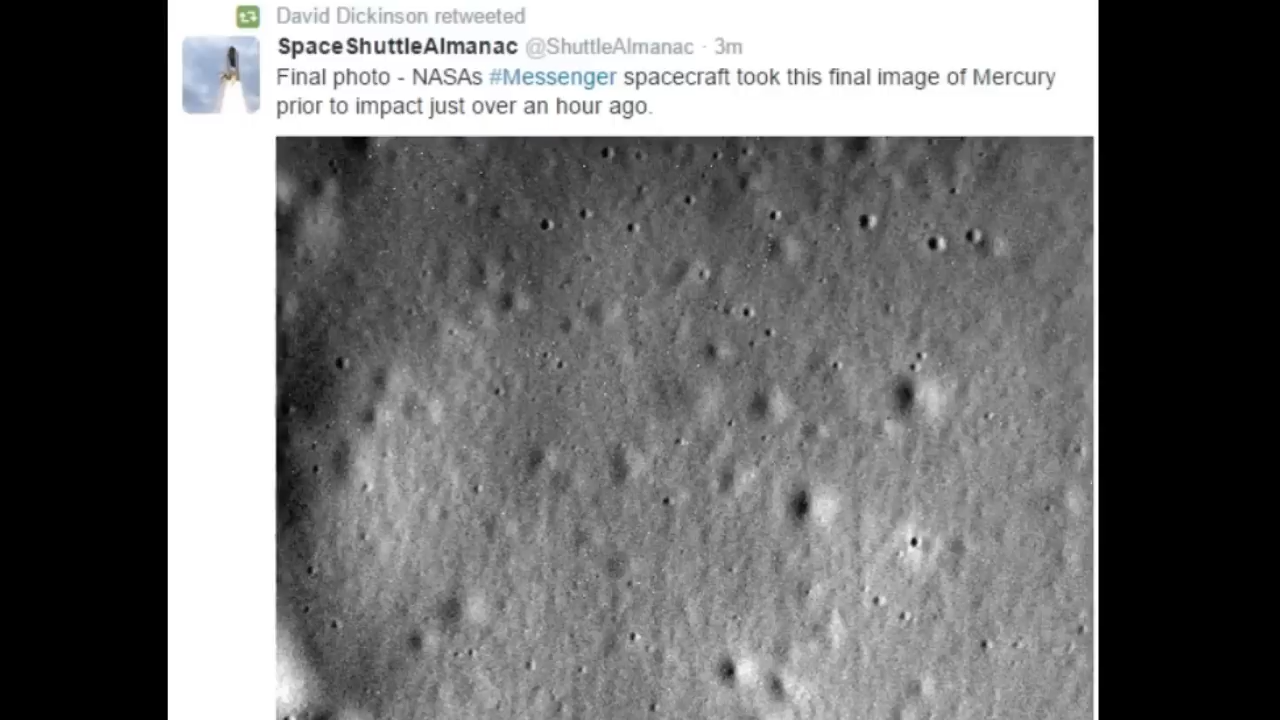 David Dickinson retweeted
SpaceShuttleAlmanac @ShuttleAlmanac · 3m
Final photo - NASAs #Messenger spacecraft took this final image of Mercury
prior to impact just over an hour ago.